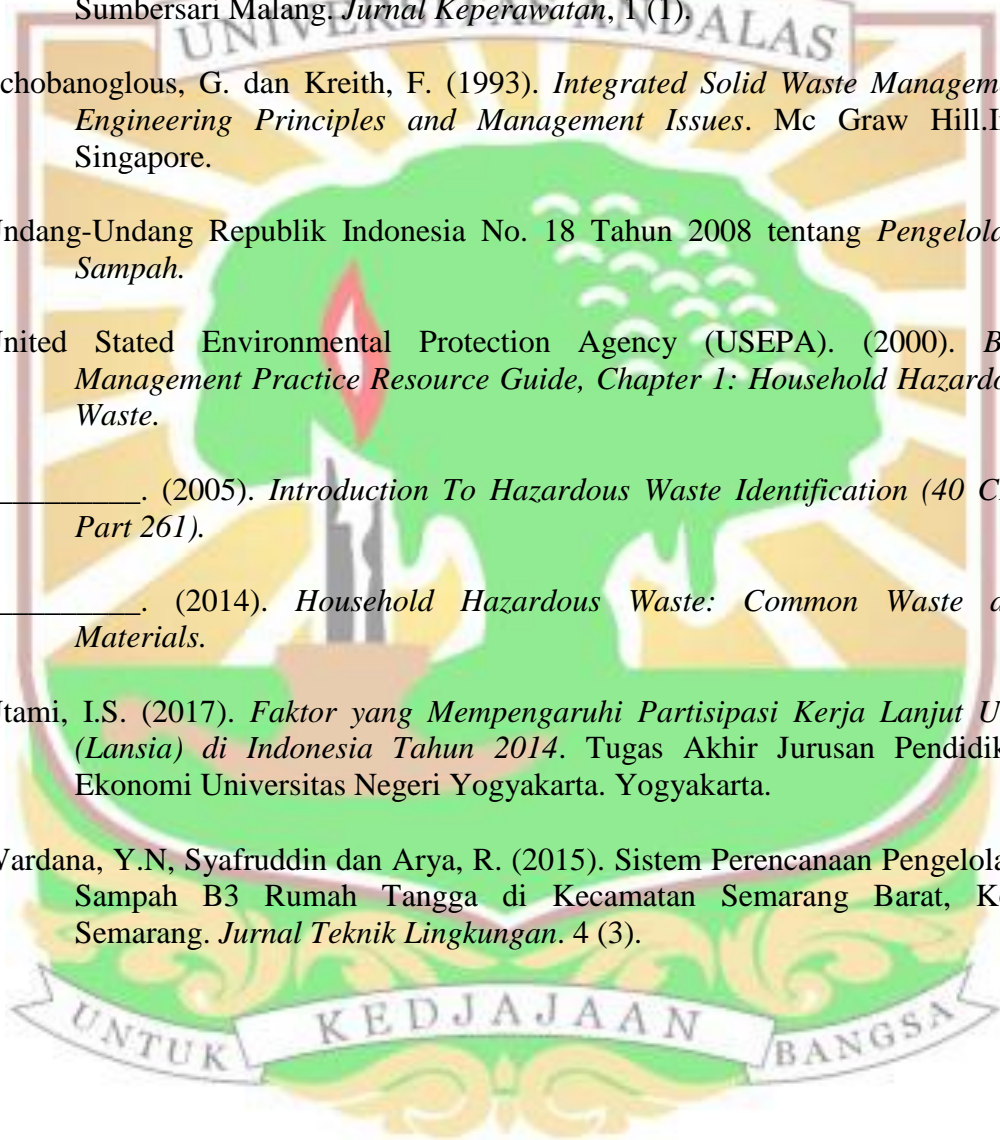 Sumbersari Malang. Jurnal Keperawatan, 1 (1).
UNIVERSITAS ANDALAS
chobanoglous, G. dan Kreith, F. (1993). Integrated Solid Waste Managem
Engineering Principles and Management Issues. Mc Graw Hill.I
Singapore.
ndang-Undang Republik Indonesia No. 18 Tahun 2008 tentang Pengelola
Sampah.
nited Stated Environmental Protection Agency (USEPA). (2000). B
Management Practice Resource Guide, Chapter 1: Household Hazardo
Waste.
_________. (2005). Introduction To Hazardous Waste Identification (40 C
Part 261).
_________. (2014). Household Hazardous Waste: Common Waste a
Materials.
tami, I.S. (2017). Faktor yang Mempengaruhi Partisipasi Kerja Lanjut U
(Lansia) di Indonesia Tahun 2014. Tugas Akhir Jurusan Pendidik
Ekonomi Universitas Negeri Yogyakarta. Yogyakarta.
Wardana, Y.N, Syafruddin dan Arya, R. (2015). Sistem Perencanaan Pengelola
Sampah B3 Rumah Tangga di Kecamatan Semarang Barat, K
Semarang. Jurnal Teknik Lingkungan. 4 (3).
UNTUK KEDJAJAAN BANGSA